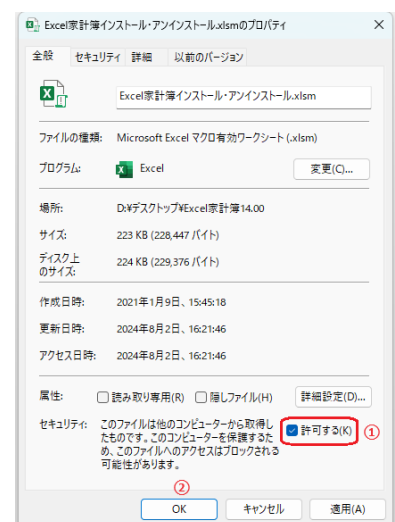 Excel家計簿インストール・アンインストール.xlsmのプロパティ
全般 セキュリティ 詳細 以前のバージョン
Excel家計簿インストール・アンインストール.xlsm
ファイルの種類: Microsoft Excel マクロ有効ワークシート (.xlsm)
プログラム: Excel 変更(C)...
場所: D:¥デスクトップ¥Excel家計簿14.00
サイズ: 223 KB (228,447 バイト)
ディスク上
のサイズ: 224 KB (229,376 バイト)
作成日時: 2021年1月9日、15:45:18
更新日時: 2024年8月2日、16:21:46
アクセス日時: 2024年8月2日、16:21:46
属性: 読み取り専用(R) 隠しファイル(H) 詳細設定(D)...
セキュリティ: このファイルは他のコンピューターから取得し
たものです。このコンピューターを保護するた
め、このファイルへのアクセスはブロックされる
可能性があります。
許可する(K) ①
②
OK キャンセル 適用(A)